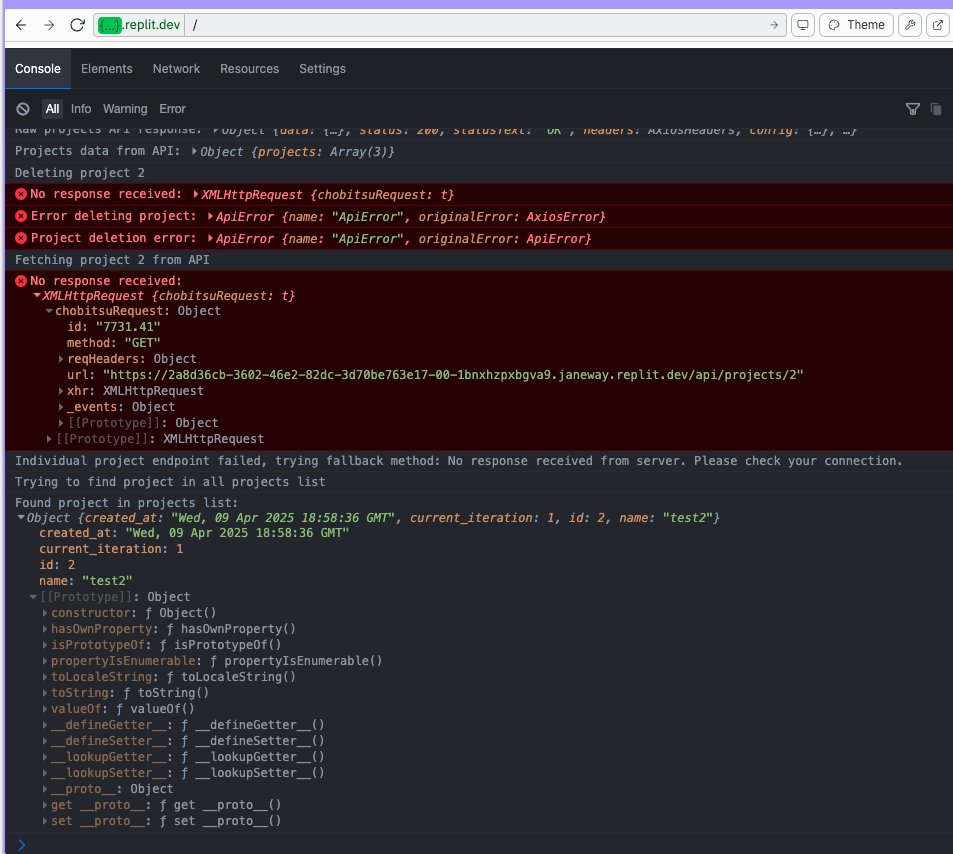 {...}.replit.dev /
Theme
Console Elements Network Resources Settings
All Info Warning Error
Raw projects API response: Object {data: {…}, status: 200, statusText: "OK", headers: AxiosHeaders, config: {…}, …}
Projects data from API: Object {projects: Array(3)}
Deleting project 2
No response received: XMLHttpRequest {chobitsuRequest: t}
Error deleting project: ApiError {name: "ApiError", originalError: AxiosError}
Project deletion error: ApiError {name: "ApiError", originalError: ApiError}
Fetching project 2 from API
No response received:
XMLHttpRequest {chobitsuRequest: t}
chobitsuRequest: Object
id: "7731.41"
method: "GET"
reqHeaders: Object
url: "https://2a8d36cb-3602-46e2-82dc-3d70be763e17-00-1bnxhzpxbgva9.janeway.replit.dev/api/projects/2"
xhr: XMLHttpRequest
_events: Object
[[Prototype]]: Object
[[Prototype]]: XMLHttpRequest
Individual project endpoint failed, trying fallback method: No response received from server. Please check your connection.
Trying to find project in all projects list
Found project in projects list:
Object {created_at: "Wed, 09 Apr 2025 18:58:36 GMT", current_iteration: 1, id: 2, name: "test2"}
created_at: "Wed, 09 Apr 2025 18:58:36 GMT"
current_iteration: 1
id: 2
name: "test2"
[[Prototype]]: Object
constructor: ƒ Object()
hasOwnProperty: ƒ hasOwnProperty()
isPrototypeOf: ƒ isPrototypeOf()
propertyIsEnumerable: ƒ propertyIsEnumerable()
toLocaleString: ƒ toLocaleString()
toString: ƒ toString()
valueOf: ƒ valueOf()
__defineGetter__: ƒ __defineGetter__()
__defineSetter__: ƒ __defineSetter__()
__lookupGetter__: ƒ __lookupGetter__()
__lookupSetter__: ƒ __lookupSetter__()
__proto__: Object
get __proto__: ƒ get __proto__()
set __proto__: ƒ set __proto__()